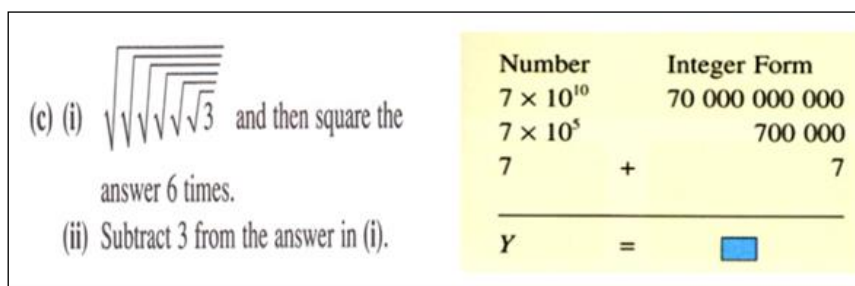 (c) (i) √√√√√√3 and then square the
answer 6 times.
(ii) Subtract 3 from the answer in (i).
Number Integer Form
7 × 10¹⁰ 70 000 000 000
7 × 10⁵ 700 000
7 + 7
Y =